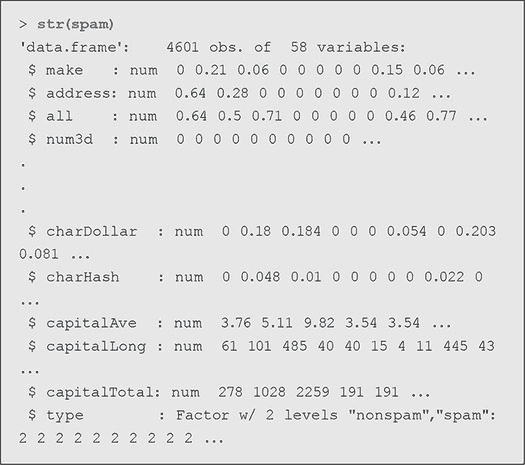 > str(spam)
'data.frame':    4601 obs. of  58 variables:
 $ make   : num  0 0.21 0.06 0 0 0 0 0 0.15 0.06 ...
 $ address: num  0.64 0.28 0 0 0 0 0 0 0 0.12 ...
 $ all    : num  0.64 0.5 0.71 0 0 0 0 0 0.46 0.77 ...
 $ num3d  : num  0 0 0 0 0 0 0 0 0 0 ...
.
.
.
 $ charDollar  : num  0 0.18 0.184 0 0 0 0.054 0 0.203
0.081 ...
 $ charHash    : num  0 0.048 0.01 0 0 0 0 0 0.022 0
...
 $ capitalAve  : num  3.76 5.11 9.82 3.54 3.54 ...
 $ capitalLong : num  61 101 485 40 40 15 4 11 445 43
...
 $ capitalTotal: num  278 1028 2259 191 191 ...
 $ type        : Factor w/ 2 levels "nonspam","spam":
2 2 2 2 2 2 2 2 2 2 ...